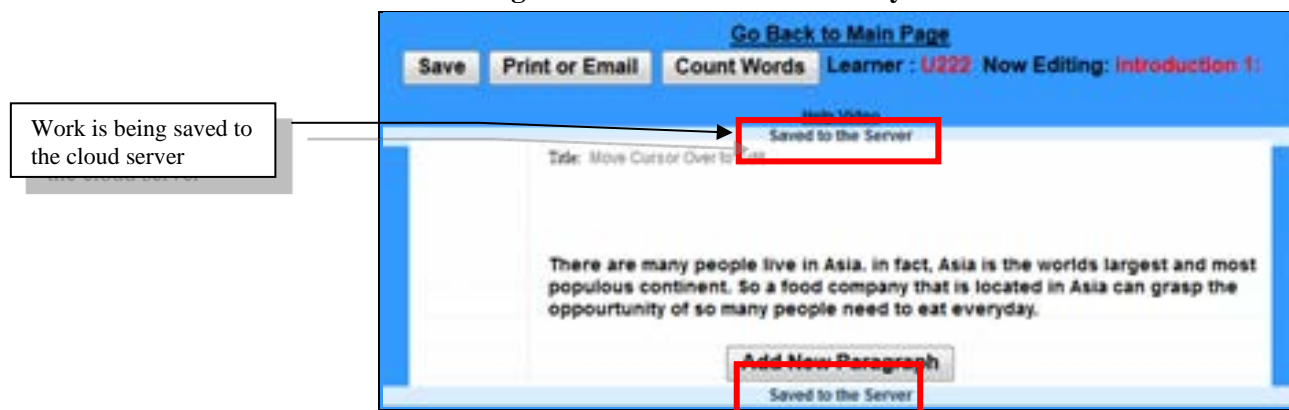 Go Back to Main Page
Save Print or Email Count Words Learner : U222 Now Editing: Introduction 1:
Help Video
Work is being saved to
the cloud server
Saved to the Server
Title: Move Cursor Over to Edit
There are many people live in Asia, in fact, Asia is the worlds largest and most
populous continent. So a food company that is located in Asia can grasp the
oppourtunity of so many people need to eat everyday.
Add New Paragraph
Saved to the Server